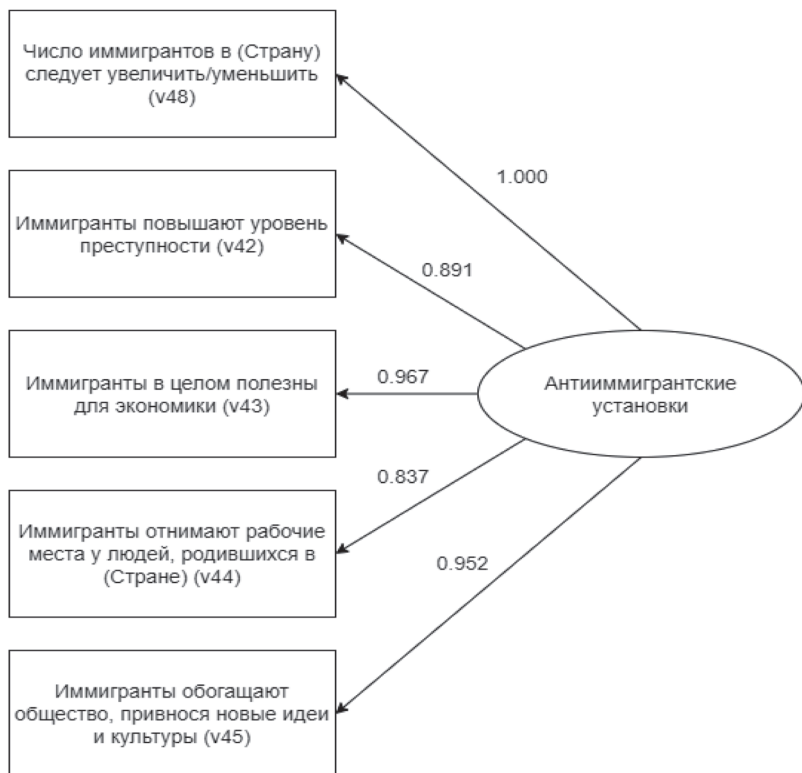 Число иммигрантов в (Страну)
следует увеличить/уменьшить
(v48)
1.000
Иммигранты повышают уровень
преступности (v42)
0.891
Иммигранты в целом полезны
для экономики (v43)
0.967
Антииммигрантские
установки
Иммигранты отнимают рабочие
места у людей, родившихся в
(Стране) (v44)
0.837
0.952
Иммигранты обогащают
общество, привнося новые идеи
и культуры (v45)